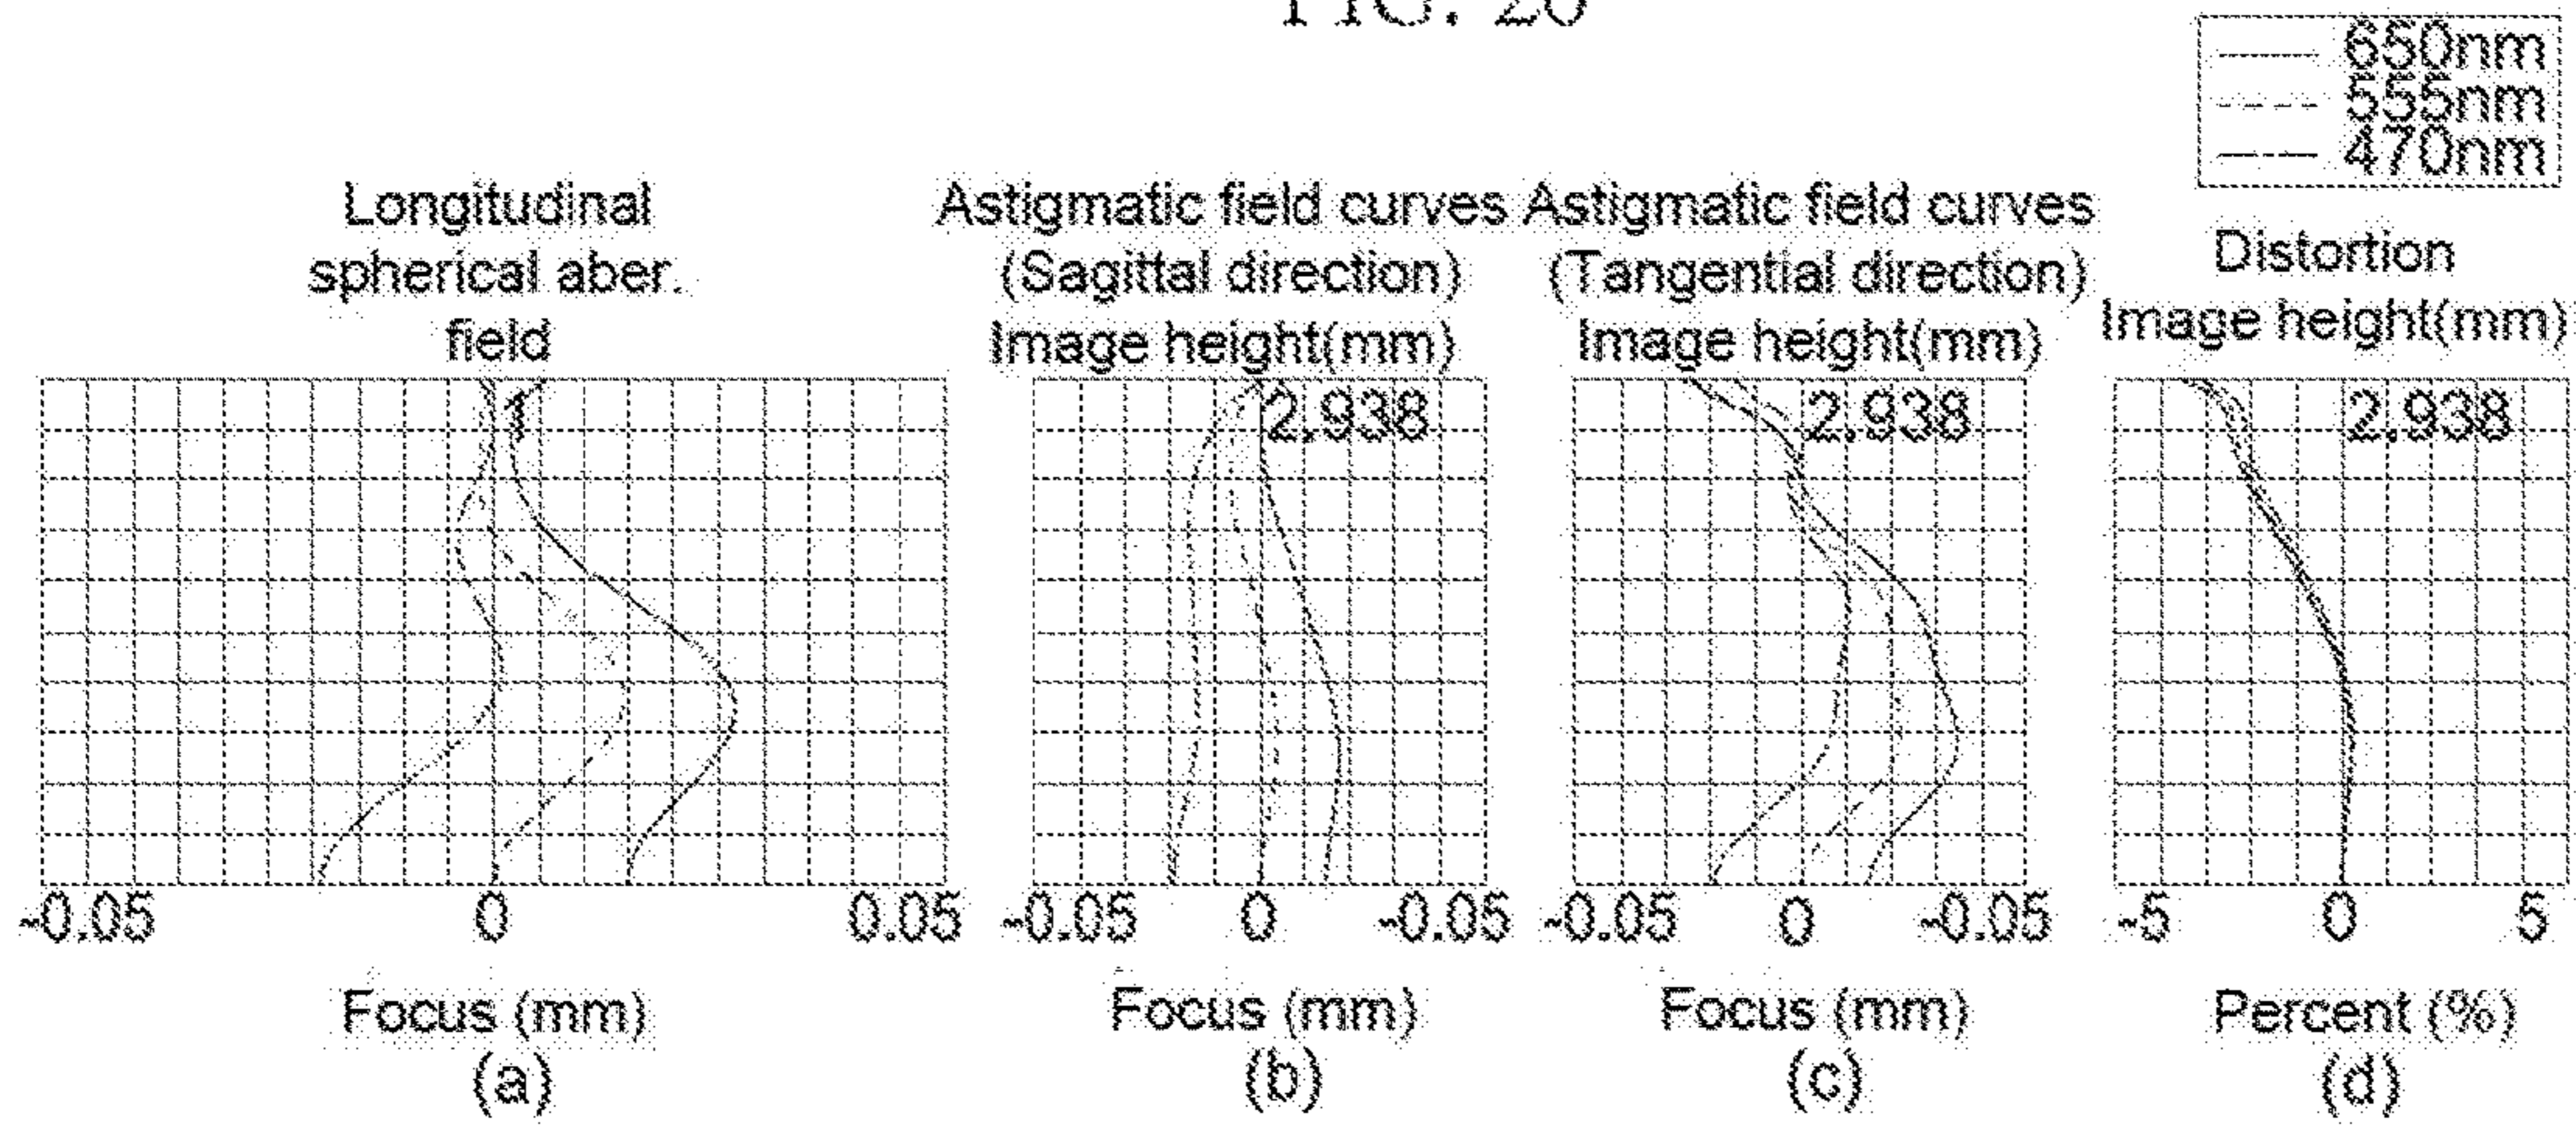 650nm
555nm
470nm
Longitudinal
spherical aber.
field
Astigmatic field curves
(Sagittal direction)
Image height(mm)
Astigmatic field curves
(Tangential direction)
Image height(mm)
Distortion
Image height(mm)
1
2.938
2.938
2.938
-0.05 0 0.05
-0.05 0 -0.05
-0.05 0 -0.05
-5 0 5
Focus (mm)
Focus (mm)
Focus (mm)
Percent (%)
(a)
(b)
(c)
(d)